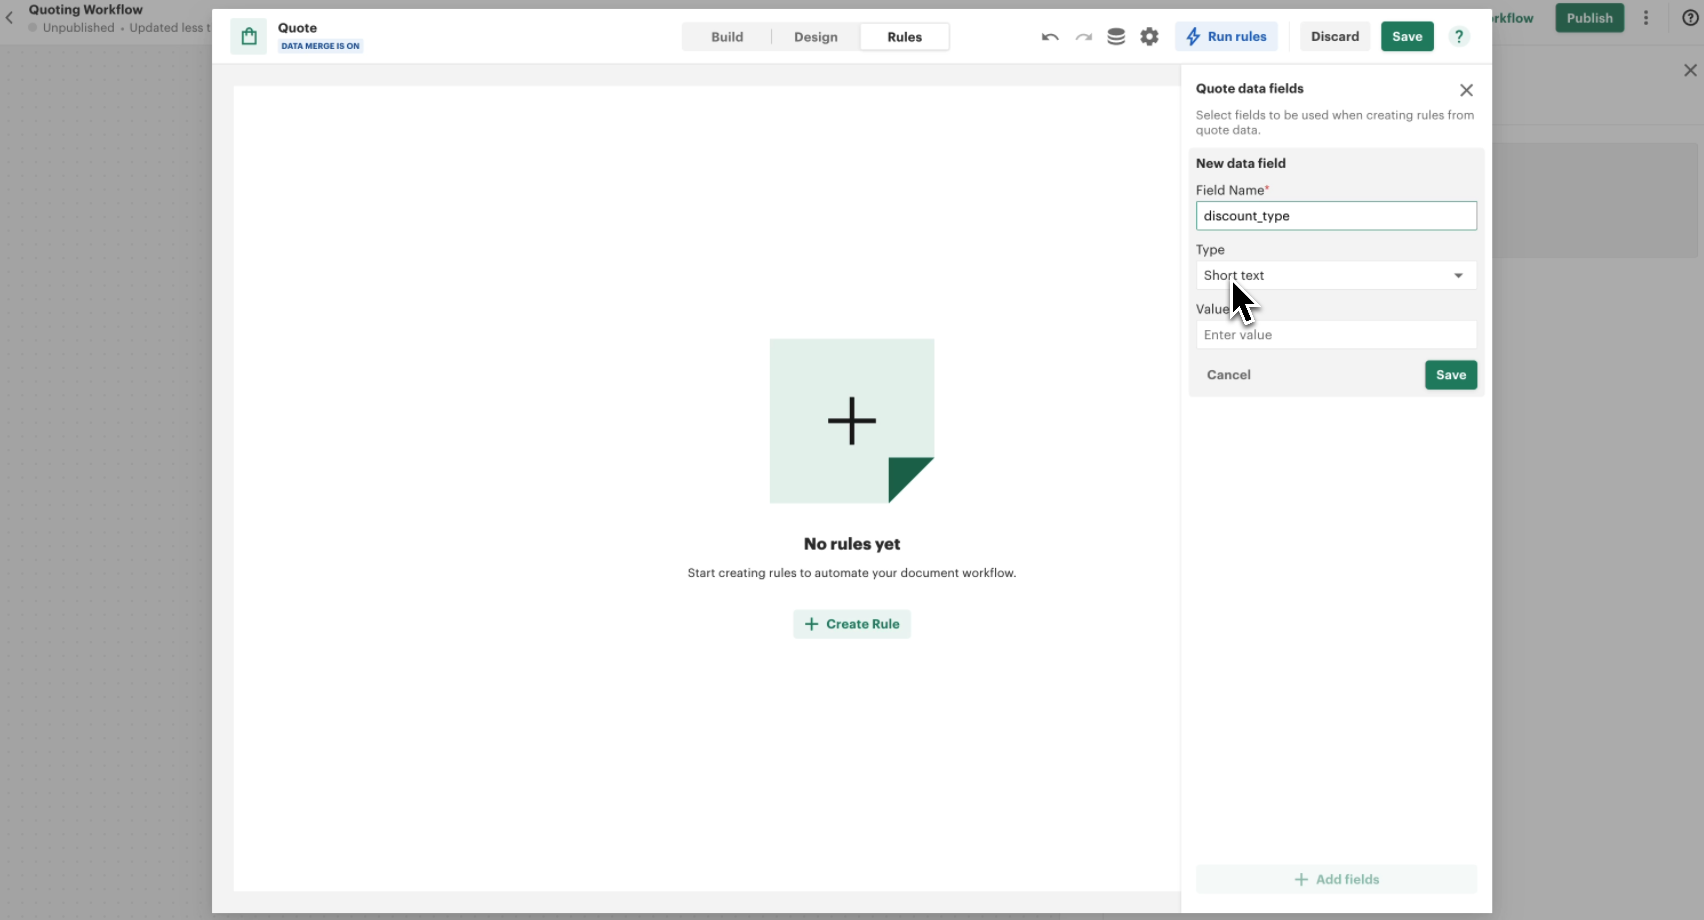 Quoting Workflow
Unpublished • Updated less t
Quote
DATA MERGE IS ON
Build
Design
Rules
Run rules
Discard
Save
?
rkflow
Publish
?
Quote data fields
Select fields to be used when creating rules from
quote data.
New data field
Field Name*
discount_type
Type
Short text
Value
Enter value
Cancel
Save
No rules yet
Start creating rules to automate your document workflow.
Create Rule
Add fields